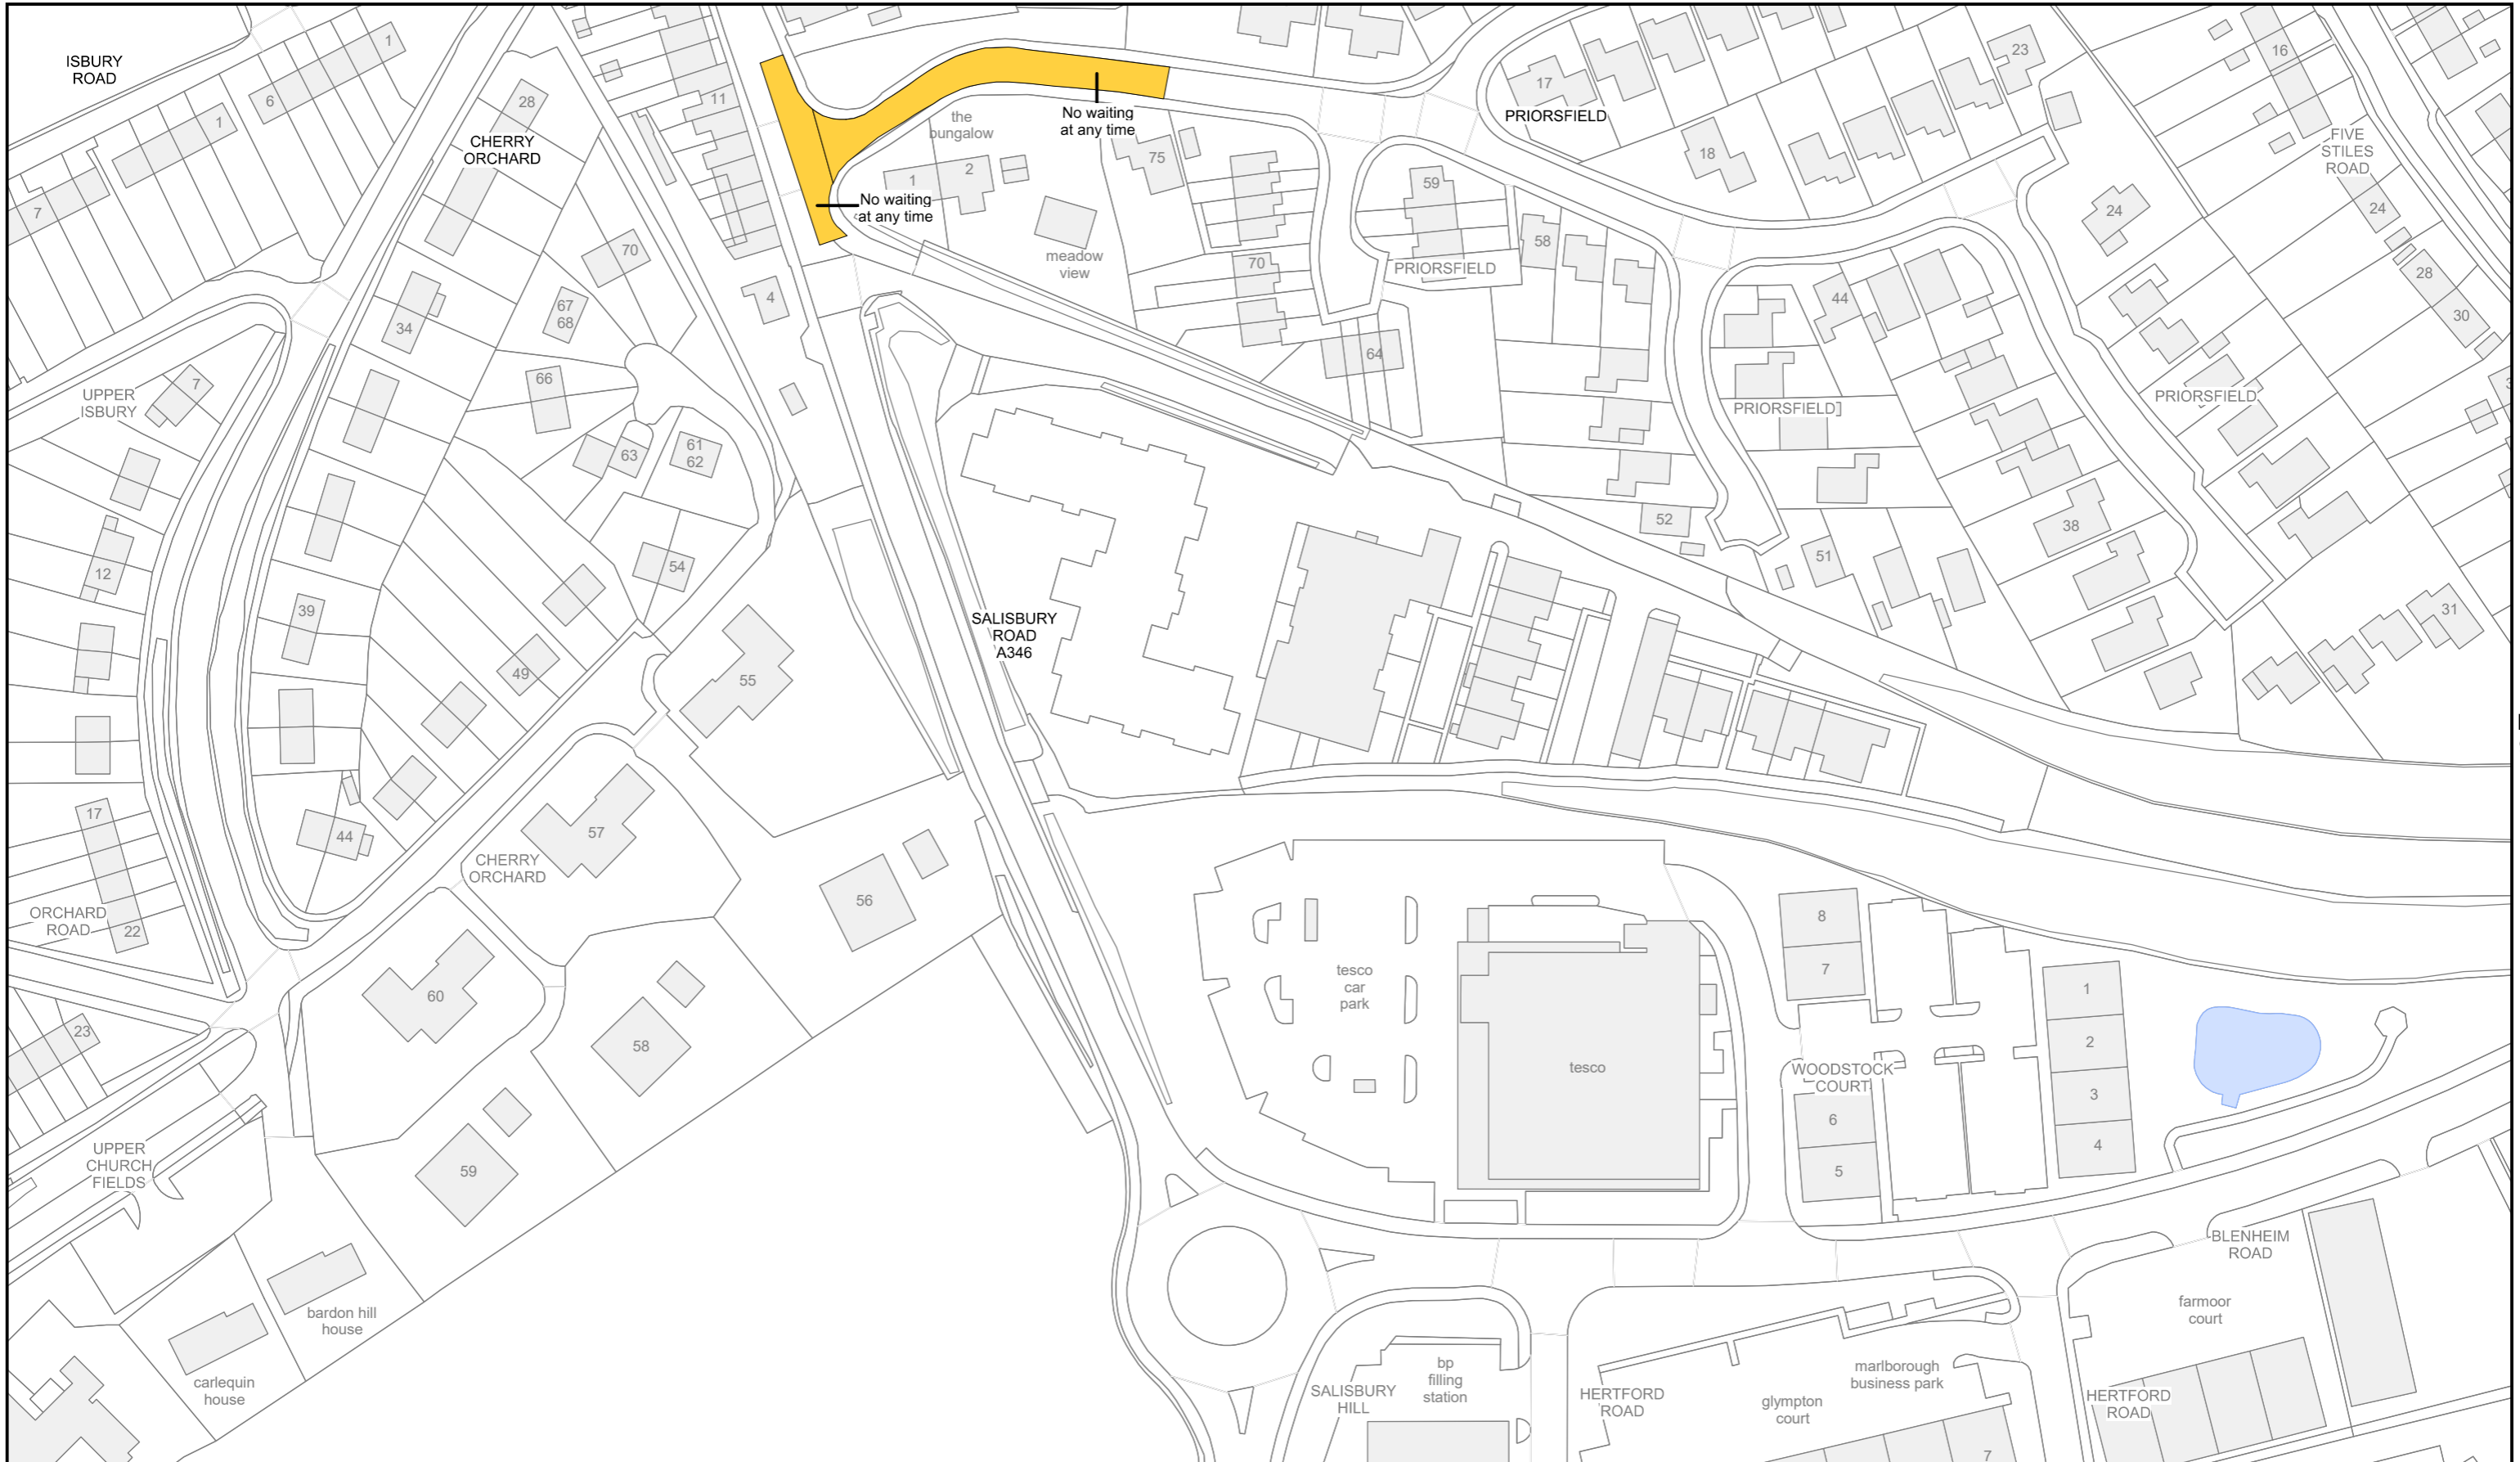 ISBURY
ROAD
1
6
1
7
28
CHERRY
ORCHARD
11
the
bungalow
No waiting
at any time
1
2
No waiting
at any time
75
meadow
view
17
PRIORSFIELD
23
18
16
FIVE
STILES
ROAD
24
24
28
30
59
58
PRIORSFIELD
70
64
44
PRIORSFIELD]
PRIORSFIELD
70
67
68
34
4
66
63
61
62
54
UPPER
ISBURY
7
12
39
49
55
52
51
38
31
SALISBURY
ROAD
A346
17
44
57
CHERRY
ORCHARD
56
ORCHARD
ROAD
22
60
58
23
UPPER
CHURCH
FIELDS
59
tesco
car
park
tesco
8
7
WOODSTOCK
COURT
6
5
1
2
3
4
BLENHEIM
ROAD
farmoor
court
bardon hill
house
carlequin
house
SALISBURY
HILL
bp
filling
station
HERTFORD
ROAD
glympton
court
marlborough
business park
7
HERTFORD
ROAD